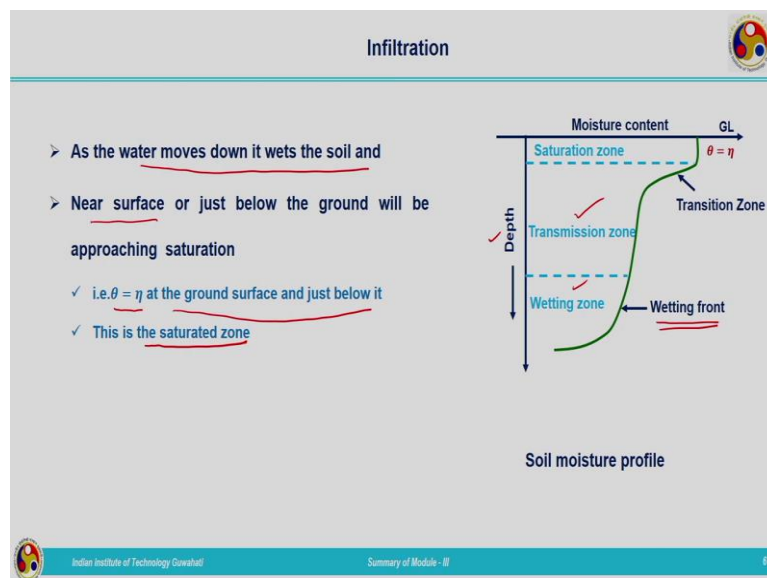 Infiltration
➢ As the water moves down it wets the soil and
➢ Near surface or just below the ground will be
approaching saturation
✓ i.e. θ = η at the ground surface and just below it
✓ This is the saturated zone
Moisture content GL
Saturation zone
θ = η
Transition Zone
Depth
Transmission zone
Wetting zone
Wetting front
Soil moisture profile
Indian Institute of Technology Guwahati Summary of Module - III 6